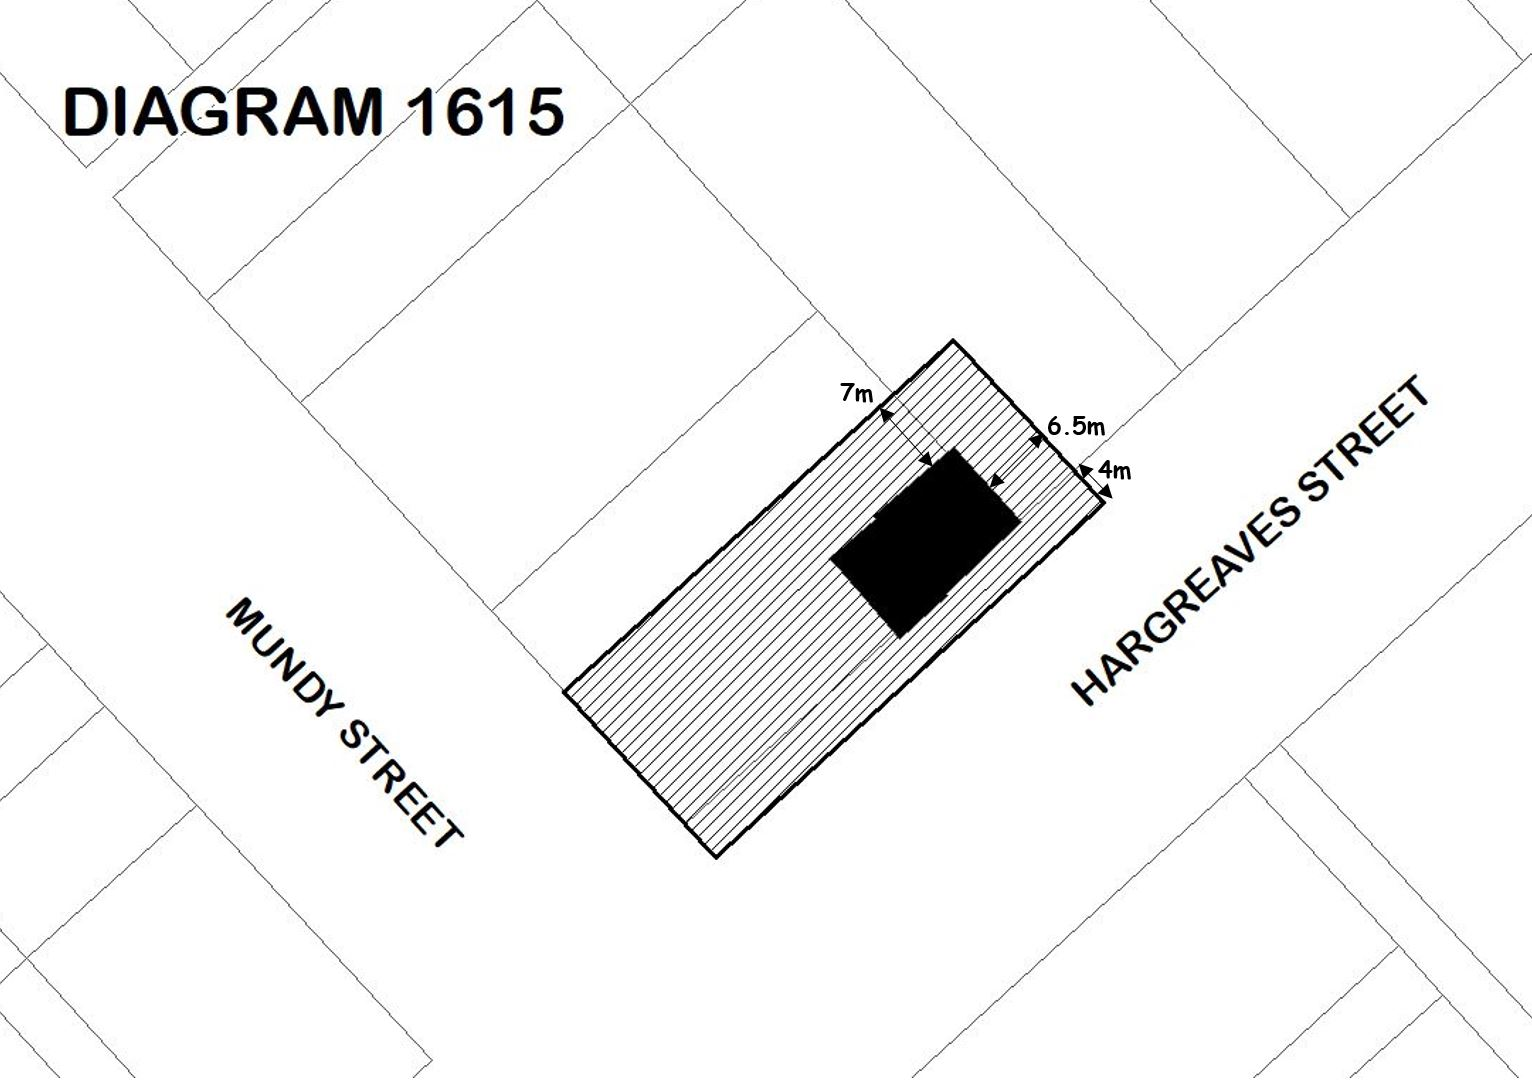 DIAGRAM 1615
7m
6.5m
4m
HARGREAVES STREET
MUNDY STREET